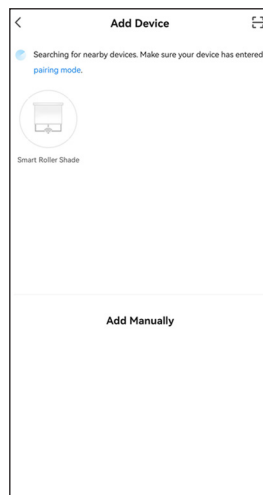 Add Device
Searching for nearby devices. Make sure your device has entered
pairing mode.
Smart Roller Shade
Add Manually